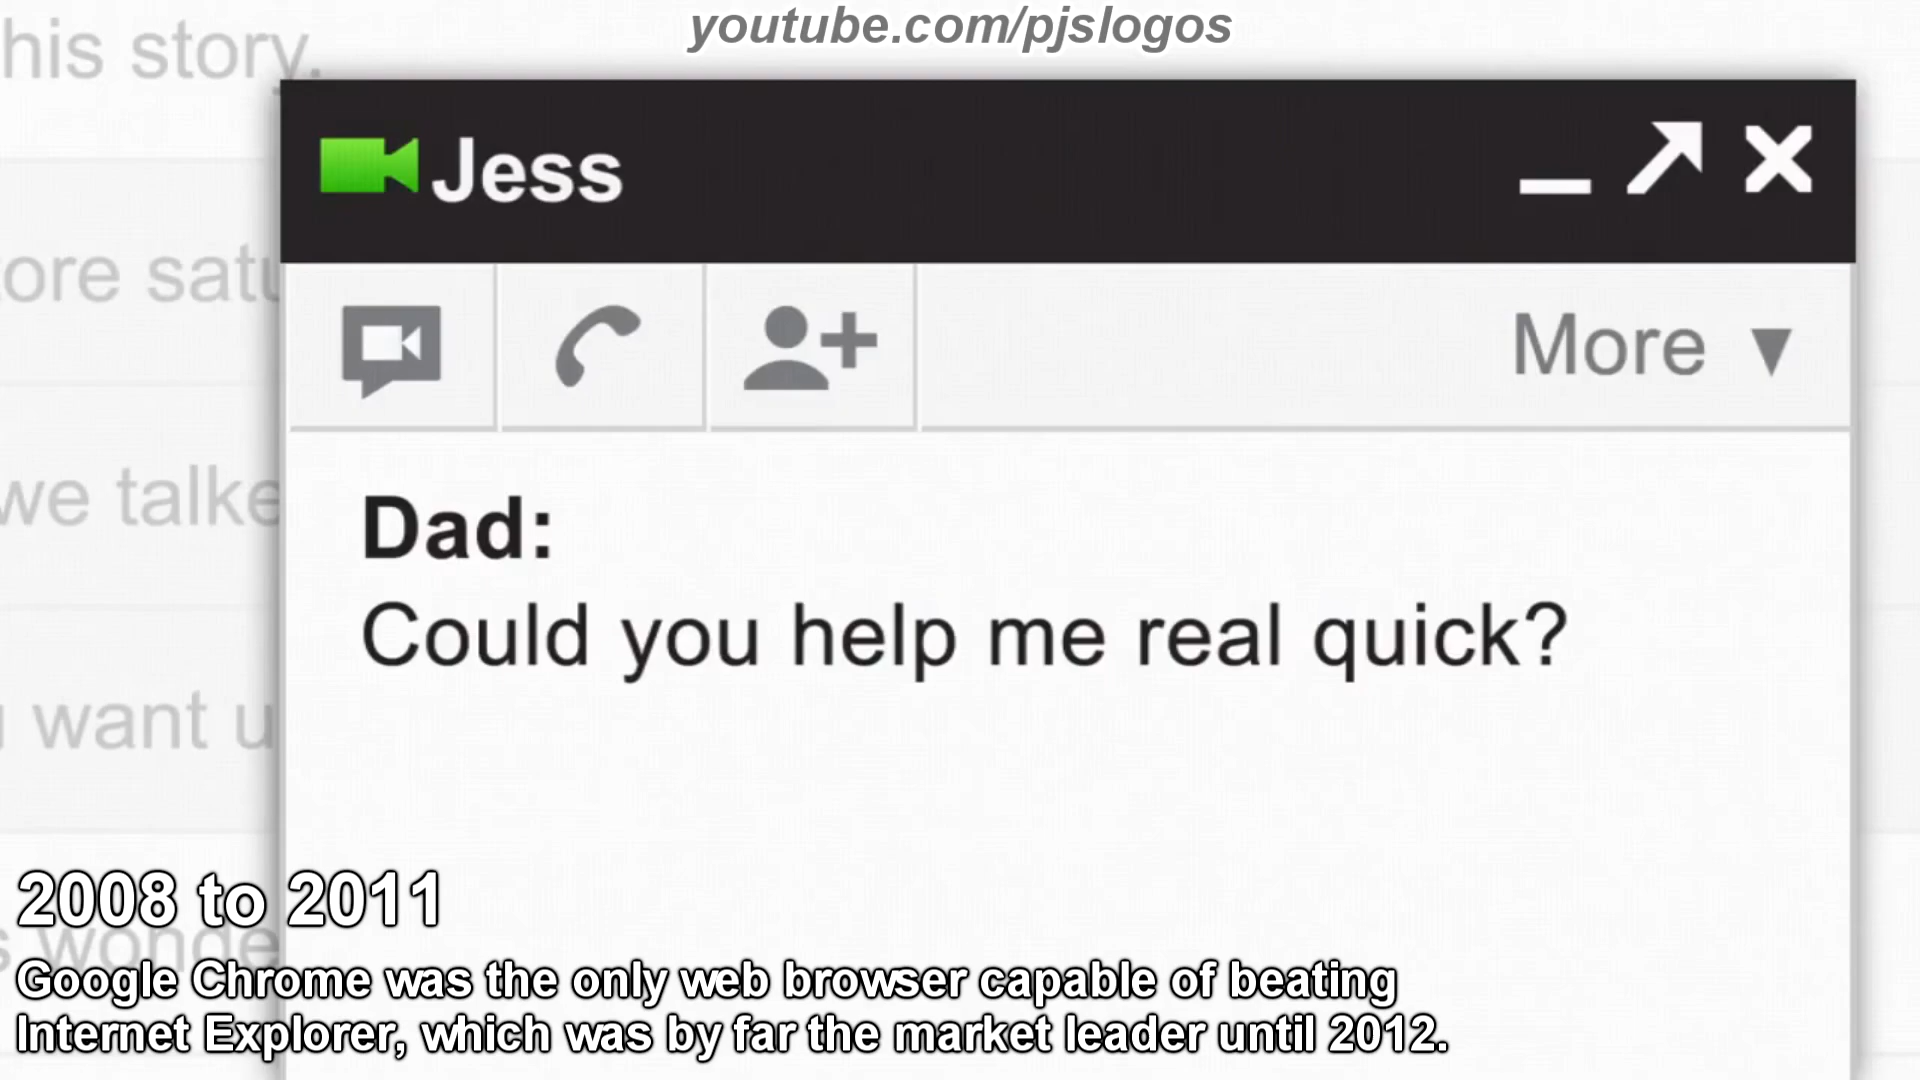 youtube.com/pjslogos
his story.
Jess
ore satu
More
we talke
Dad:
Could you help me real quick?
want u
2008 to 2011
s wonde
Google Chrome was the only web browser capable of beating
Internet Explorer, which was by far the market leader until 2012.